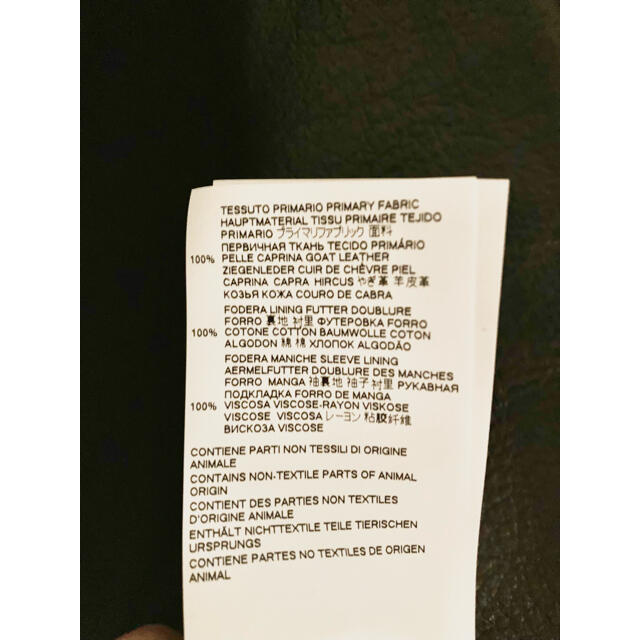 TESSUTO PRIMARIO PRIMARY FABRIC
HAUPTMATERIAL TISSU PRIMAIRE TEJIDO
PRIMARIO プライマリファブリック 面料
ПЕРВИЧНАЯ ТКАНЬ TECIDO PRIMÁRIO
100% PELLE CAPRINA GOAT LEATHER
ZIEGENLEDER CUIR DE CHÈVRE PIEL
CAPRINA CAPRA HIRCUS やぎ革 羊皮革
КОЗЬЯ КОЖА COURO DE CABRA
FODERA LINING FUTTER DOUBLURE
FORRO 裏地 衬里 ФУТЕРОВКА FORRO
100% COTONE COTTON BAUMWOLLE COTON
ALGODON 綿 棉 ХЛОПОК ALGODÃO
FODERA MANICHE SLEEVE LINING
AERMELFUTTER DOUBLURE DES MANCHES
FORRO MANGA 袖裏地 袖子衬里 РУКАВНАЯ
ПОДКЛАДКА FORRO DE MANGA
100% VISCOSA VISCOSE-RAYON VISKOSE
VISCOSE VISCOSA レーヨン 粘胶纤维
ВИСКОЗА VISCOSE
CONTIENE PARTI NON TESSILI DI ORIGINE
ANIMALE
CONTAINS NON-TEXTILE PARTS OF ANIMAL
ORIGIN
CONTIENT DES PARTIES NON TEXTILES
D'ORIGINE ANIMALE
ENTHÄLT NICHTTEXTILE TEILE TIERISCHEN
URSPRUNGS
CONTIENE PARTES NO TEXTILES DE ORIGEN
ANIMAL